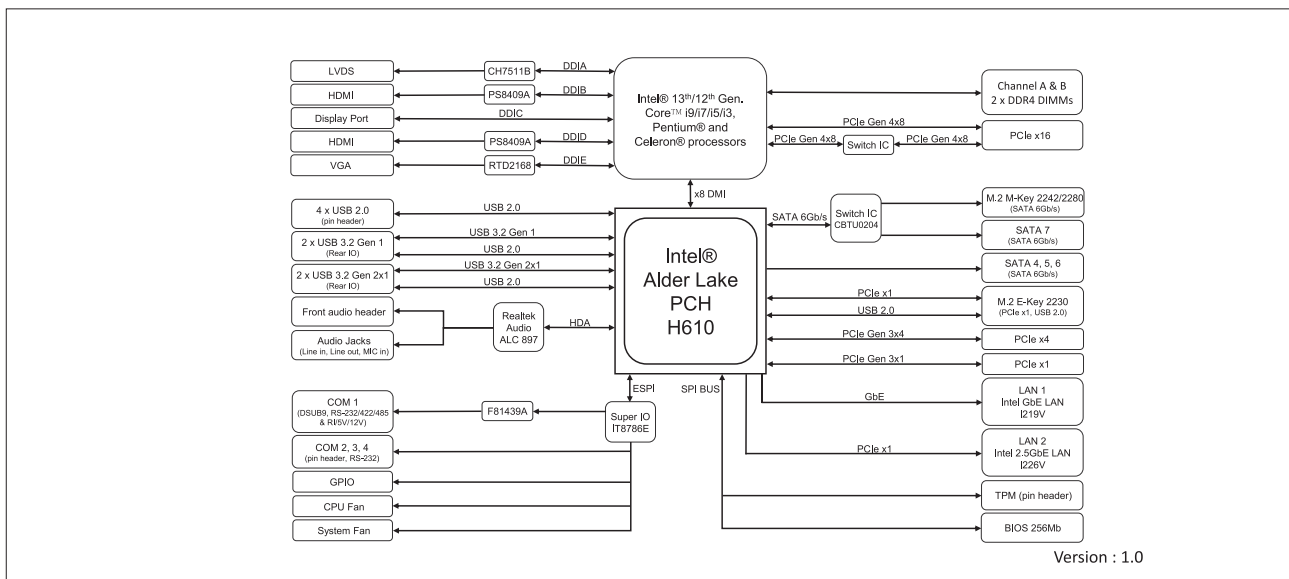 LVDS
CH7511B
DDIA
HDMI
PS8409A
DDIB
Display Port
DDIC
HDMI
PS8409A
DDID
VGA
RTD2168
DDIE
Intel® 13th/12th Gen.
Core™ i9/i7/i5/i3,
Pentium® and
Celeron® processors
Channel A & B
2 x DDR4 DIMMs
PCIe Gen 4x8
PCIe x16
PCIe Gen 4x8
Switch IC
PCIe Gen 4x8
x8 DMI
4 x USB 2.0
(pin header)
USB 2.0
2 x USB 3.2 Gen 1
(Rear IO)
USB 3.2 Gen 1
USB 2.0
2 x USB 3.2 Gen 2x1
(Rear IO)
USB 3.2 Gen 2x1
USB 2.0
Front audio header
Audio Jacks
(Line in, Line out, MIC in)
Realtek
Audio
ALC 897
HDA
Intel®
Alder Lake
PCH
H610
SATA 6Gb/s
Switch IC
CBTU0204
M.2 M-Key 2242/2280
(SATA 6Gb/s)
SATA 7
(SATA 6Gb/s)
SATA 4, 5, 6
(SATA 6Gb/s)
PCIe x1
USB 2.0
M.2 E-Key 2230
(PCIe x1, USB 2.0)
PCIe Gen 3x4
PCIe x4
PCIe Gen 3x1
PCIe x1
ESPI
SPI BUS
GbE
LAN 1
Intel GbE LAN
I219V
COM 1
(DSUB9, RS-232/422/485
& RI/5V/12V)
F81439A
Super IO
IT8786E
PCIe x1
LAN 2
Intel 2.5GbE LAN
I226V
COM 2, 3, 4
(pin header, RS-232)
GPIO
CPU Fan
System Fan
TPM (pin header)
BIOS 256Mb
Version : 1.0